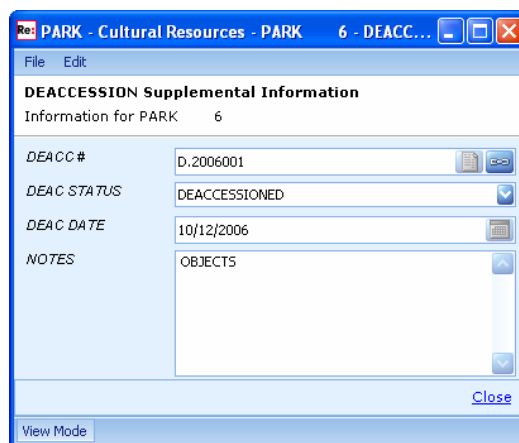 Re: PARK - Cultural Resources - PARK 6 - DEACC...
File Edit
DEACCESSION Supplemental Information
Information for PARK 6
DEACC # D.2006001
DEAC STATUS DEACCESSIONED
DEAC DATE 10/12/2006
NOTES OBJECTS
Close
View Mode